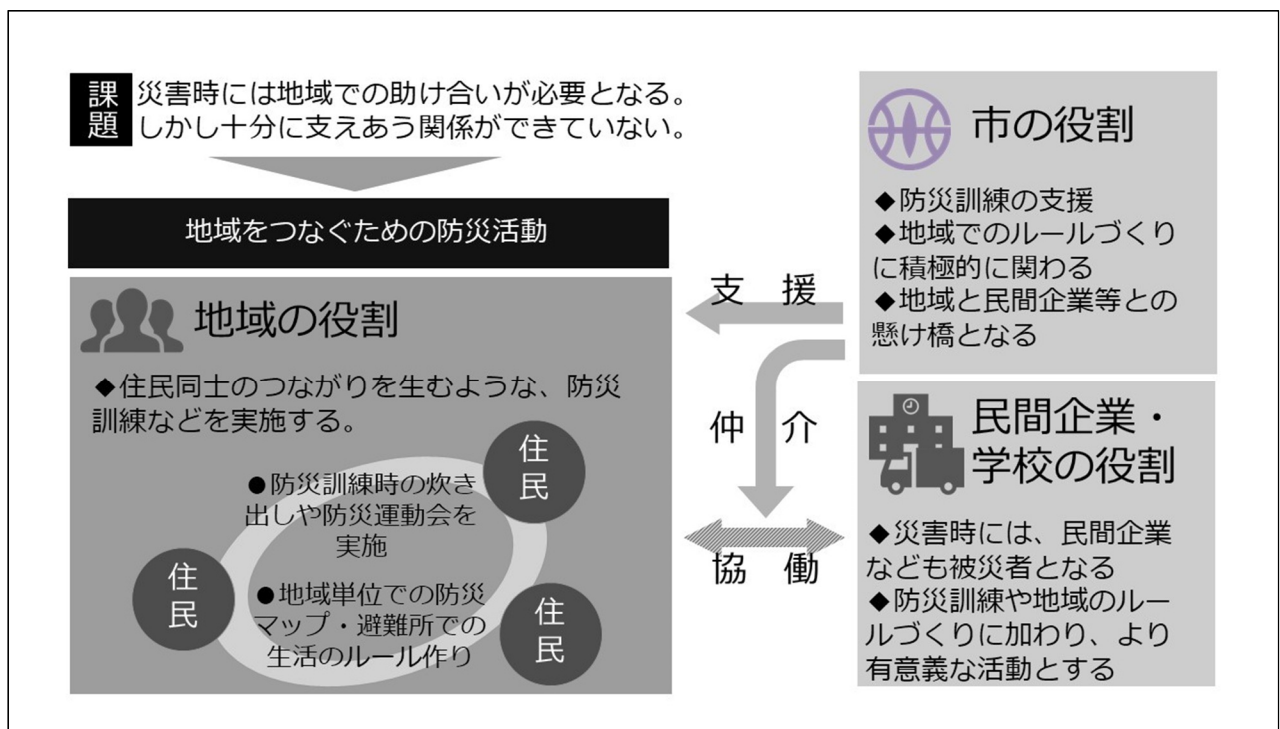 課題
災害時には地域での助け合いが必要となる。
しかし十分に支えあう関係ができていない。
地域をつなぐための防災活動
地域の役割
◆住民同士のつながりを生むような、防災
訓練などを実施する。
住民
●防災訓練時の炊き
出しや防災運動会を
実施
住民
●地域単位での防災
マップ・避難所での
生活のルール作り
住民
支 援
仲 介
協 働
市の役割
◆防災訓練の支援
◆地域でのルールづくり
に積極的に関わる
◆地域と民間企業等との
懸け橋となる
民間企業・
学校の役割
◆災害時には、民間企業
なども被災者となる
◆防災訓練や地域のルー
ルづくりに加わり、より
有意義な活動とする